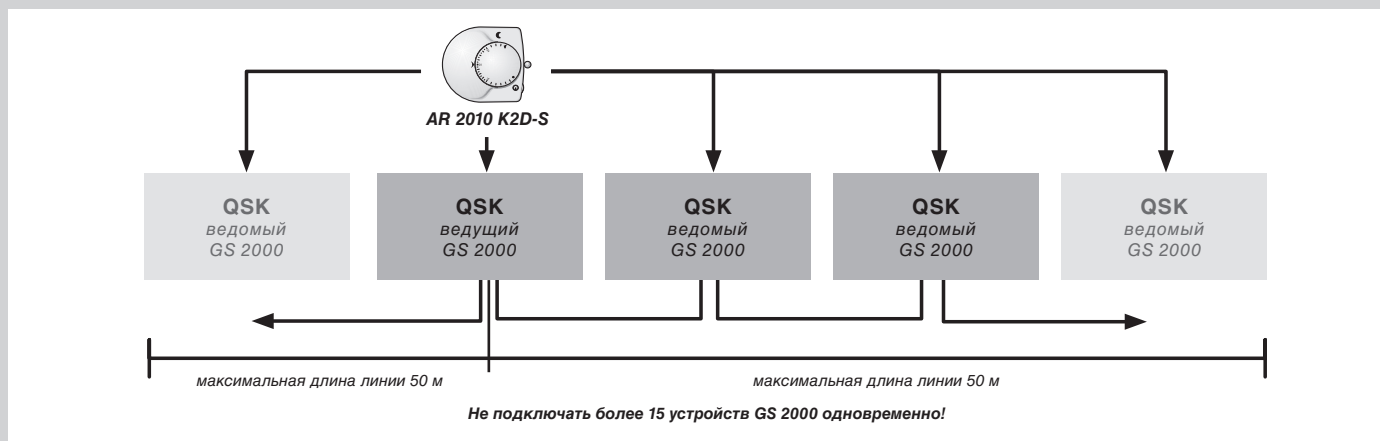 AR 2010 K2D-S
QSK
ведомый
GS 2000
QSK
ведущий
GS 2000
QSK
ведомый
GS 2000
QSK
ведомый
GS 2000
QSK
ведомый
GS 2000
максимальная длина линии 50 м
максимальная длина линии 50 м
Не подключать более 15 устройств GS 2000 одновременно!